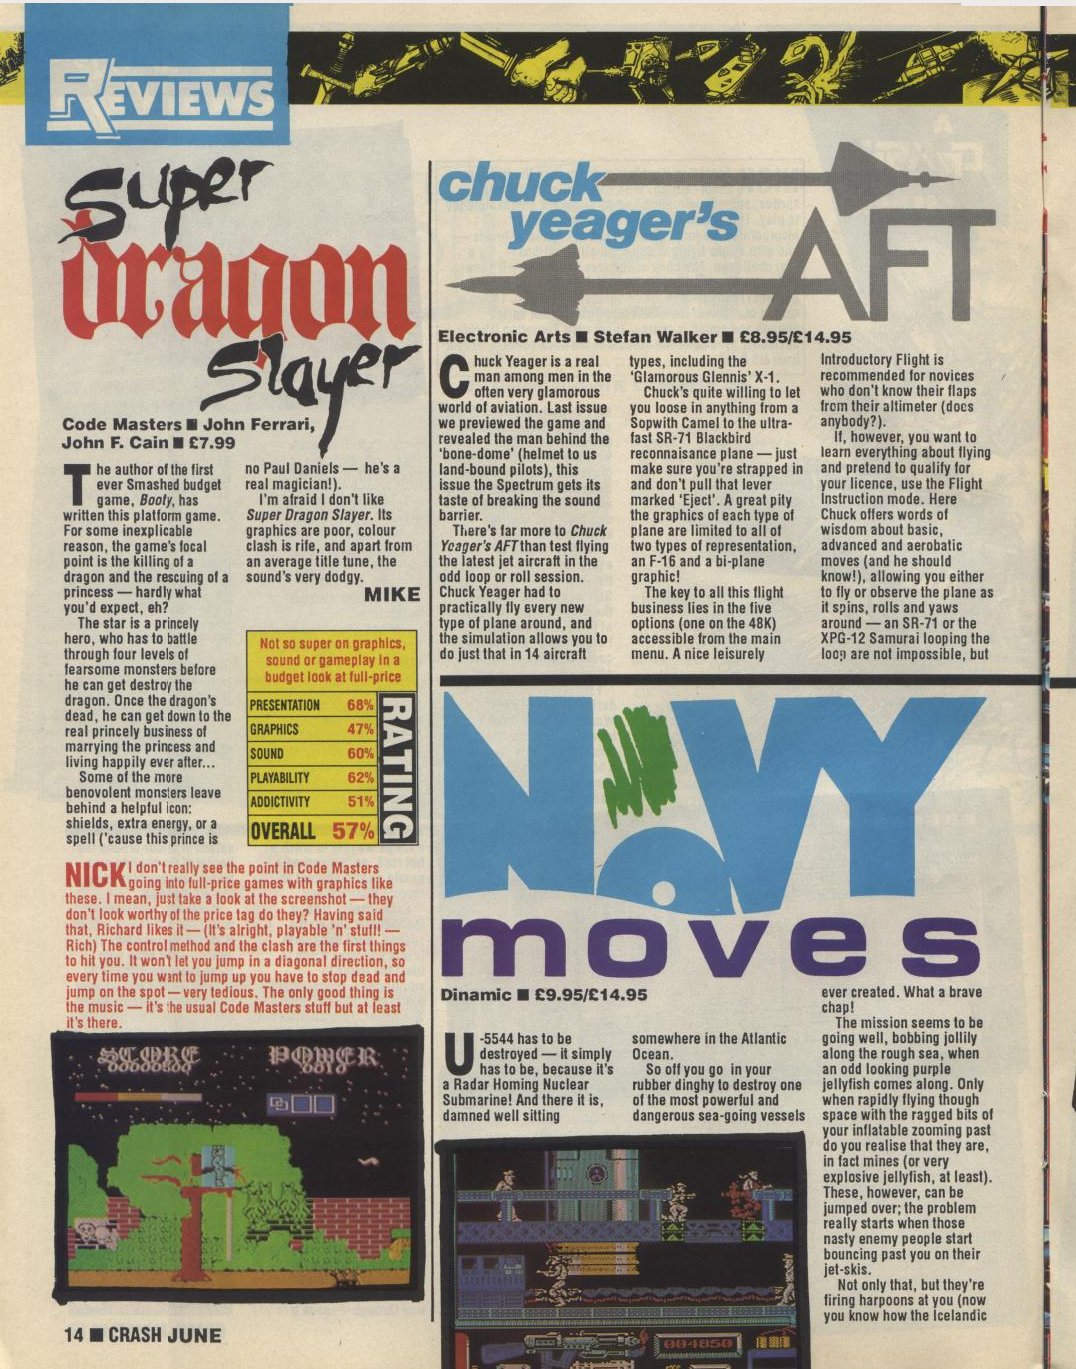 REVIEWS
Super
Dragon
Slayer
Code Masters ■ John Ferrari,
John F. Cain ■ £7.99
The author of the first
ever Smashed budget
game, Booty, has
written this platform game.
For some inexplicable
reason, the game's focal
point is the killing of a
dragon and the rescuing of a
princess — hardly what
you'd expect, eh?
The star is a princely
hero, who has to battle
through four levels of
fearsome monsters before
he can get destroy the
dragon. Once the dragon's
dead, he can get down to the
real princely business of
marrying the princess and
living happily ever after...
Some of the more
benovolent monsters leave
behind a helpful icon:
shields, extra energy, or a
spell ('cause this prince is
no Paul Daniels — he's a
real magician!).
I'm afraid I don't like
Super Dragon Slayer. Its
graphics are poor, colour
clash is rife, and apart from
an average title tune, the
sound's very dodgy.
MIKE
Not so super on graphics,
sound or gameplay in a
budget look at full-price
PRESENTATION 68%
GRAPHICS 47%
SOUND 60%
PLAYABILITY 62%
ADDICTIVITY 51%
OVERALL 57%
RATING
NICK I don't really see the point in Code Masters
going into full-price games with graphics like
these. I mean, just take a look at the screenshot — they
don't look worthy of the price tag do they? Having said
that, Richard likes it — (It's alright, playable 'n' stuff! —
Rich) The control method and the clash are the first things
to hit you. It won't let you jump in a diagonal direction, so
every time you want to jump up you have to stop dead and
jump on the spot — very tedious. The only good thing is
the music — it's the usual Code Masters stuff but at least
it's there.
SCORE
00000500
POWER
0010
14 ■ CRASH JUNE
chuck
yeager's
AFT
Electronic Arts ■ Stefan Walker ■ £8.95/£14.95
Chuck Yeager is a real
man among men in the
often very glamorous
world of aviation. Last issue
we previewed the game and
revealed the man behind the
'bone-dome' (helmet to us
land-bound pilots), this
issue the Spectrum gets its
taste of breaking the sound
barrier.
There's far more to Chuck
Yeager's AFT than test flying
the latest jet aircraft in the
odd loop or roll session.
Chuck Yeager had to
practically fly every new
type of plane around, and
the simulation allows you to
do just that in 14 aircraft
types, including the
'Glamorous Glennis' X-1.
Chuck's quite willing to let
you loose in anything from a
Sopwith Camel to the ultra-
fast SR-71 Blackbird
reconnaisance plane — just
make sure you're strapped in
and don't pull that lever
marked 'Eject'. A great pity
the graphics of each type of
plane are limited to all of
two types of representation,
an F-16 and a bi-plane
graphic!
The key to all this flight
business lies in the five
options (one on the 48K)
accessible from the main
menu. A nice leisurely
Introductory Flight is
recommended for novices
who don't know their flaps
from their altimeter (docs
anybody?).
If, however, you want to
learn everything about flying
and pretend to qualify for
your licence, use the Flight
Instruction mode. Here
Chuck offers words of
wisdom about basic,
advanced and aerobatic
moves (and he should
know!), allowing you either
to fly or observe the plane as
it spins, rolls and yaws
around — an SR-71 or the
XPG-12 Samurai looping the
loop are not impossible, but
NAVY
moves
Dinamic ■ £9.95/£14.95
U-5544 has to be
destroyed — it simply
has to be, because it's
a Radar Homing Nuclear
Submarine! And there it is,
damned well sitting
somewhere in the Atlantic
Ocean.
So off you go in your
rubber dinghy to destroy one
of the most powerful and
dangerous sea-going vessels
ever created. What a brave
chap!
The mission seems to be
going well, bobbing jollily
along the rough sea, when
an odd looking purple
jellyfish comes along. Only
when rapidly flying though
space with the ragged bits of
your inflatable zooming past
do you realise that they are,
in fact mines (or very
explosive jellyfish, at least).
These, however, can be
jumped over; the problem
really starts when those
nasty enemy people start
bouncing past you on their
jet-skis.
Not only that, but they're
firing harpoons at you (now
you know how the Icelandic
004850